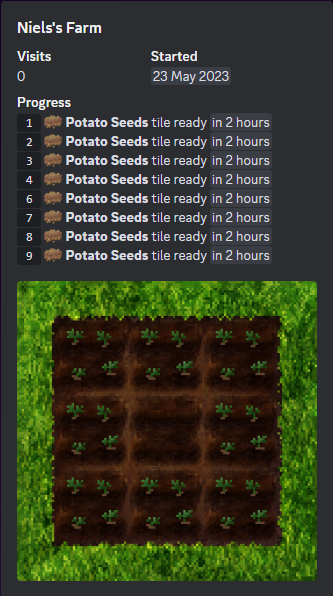 Niels's Farm
Visits Started
0 23 May 2023
Progress
1 Potato Seeds tile ready in 2 hours
2 Potato Seeds tile ready in 2 hours
3 Potato Seeds tile ready in 2 hours
4 Potato Seeds tile ready in 2 hours
6 Potato Seeds tile ready in 2 hours
7 Potato Seeds tile ready in 2 hours
8 Potato Seeds tile ready in 2 hours
9 Potato Seeds tile ready in 2 hours